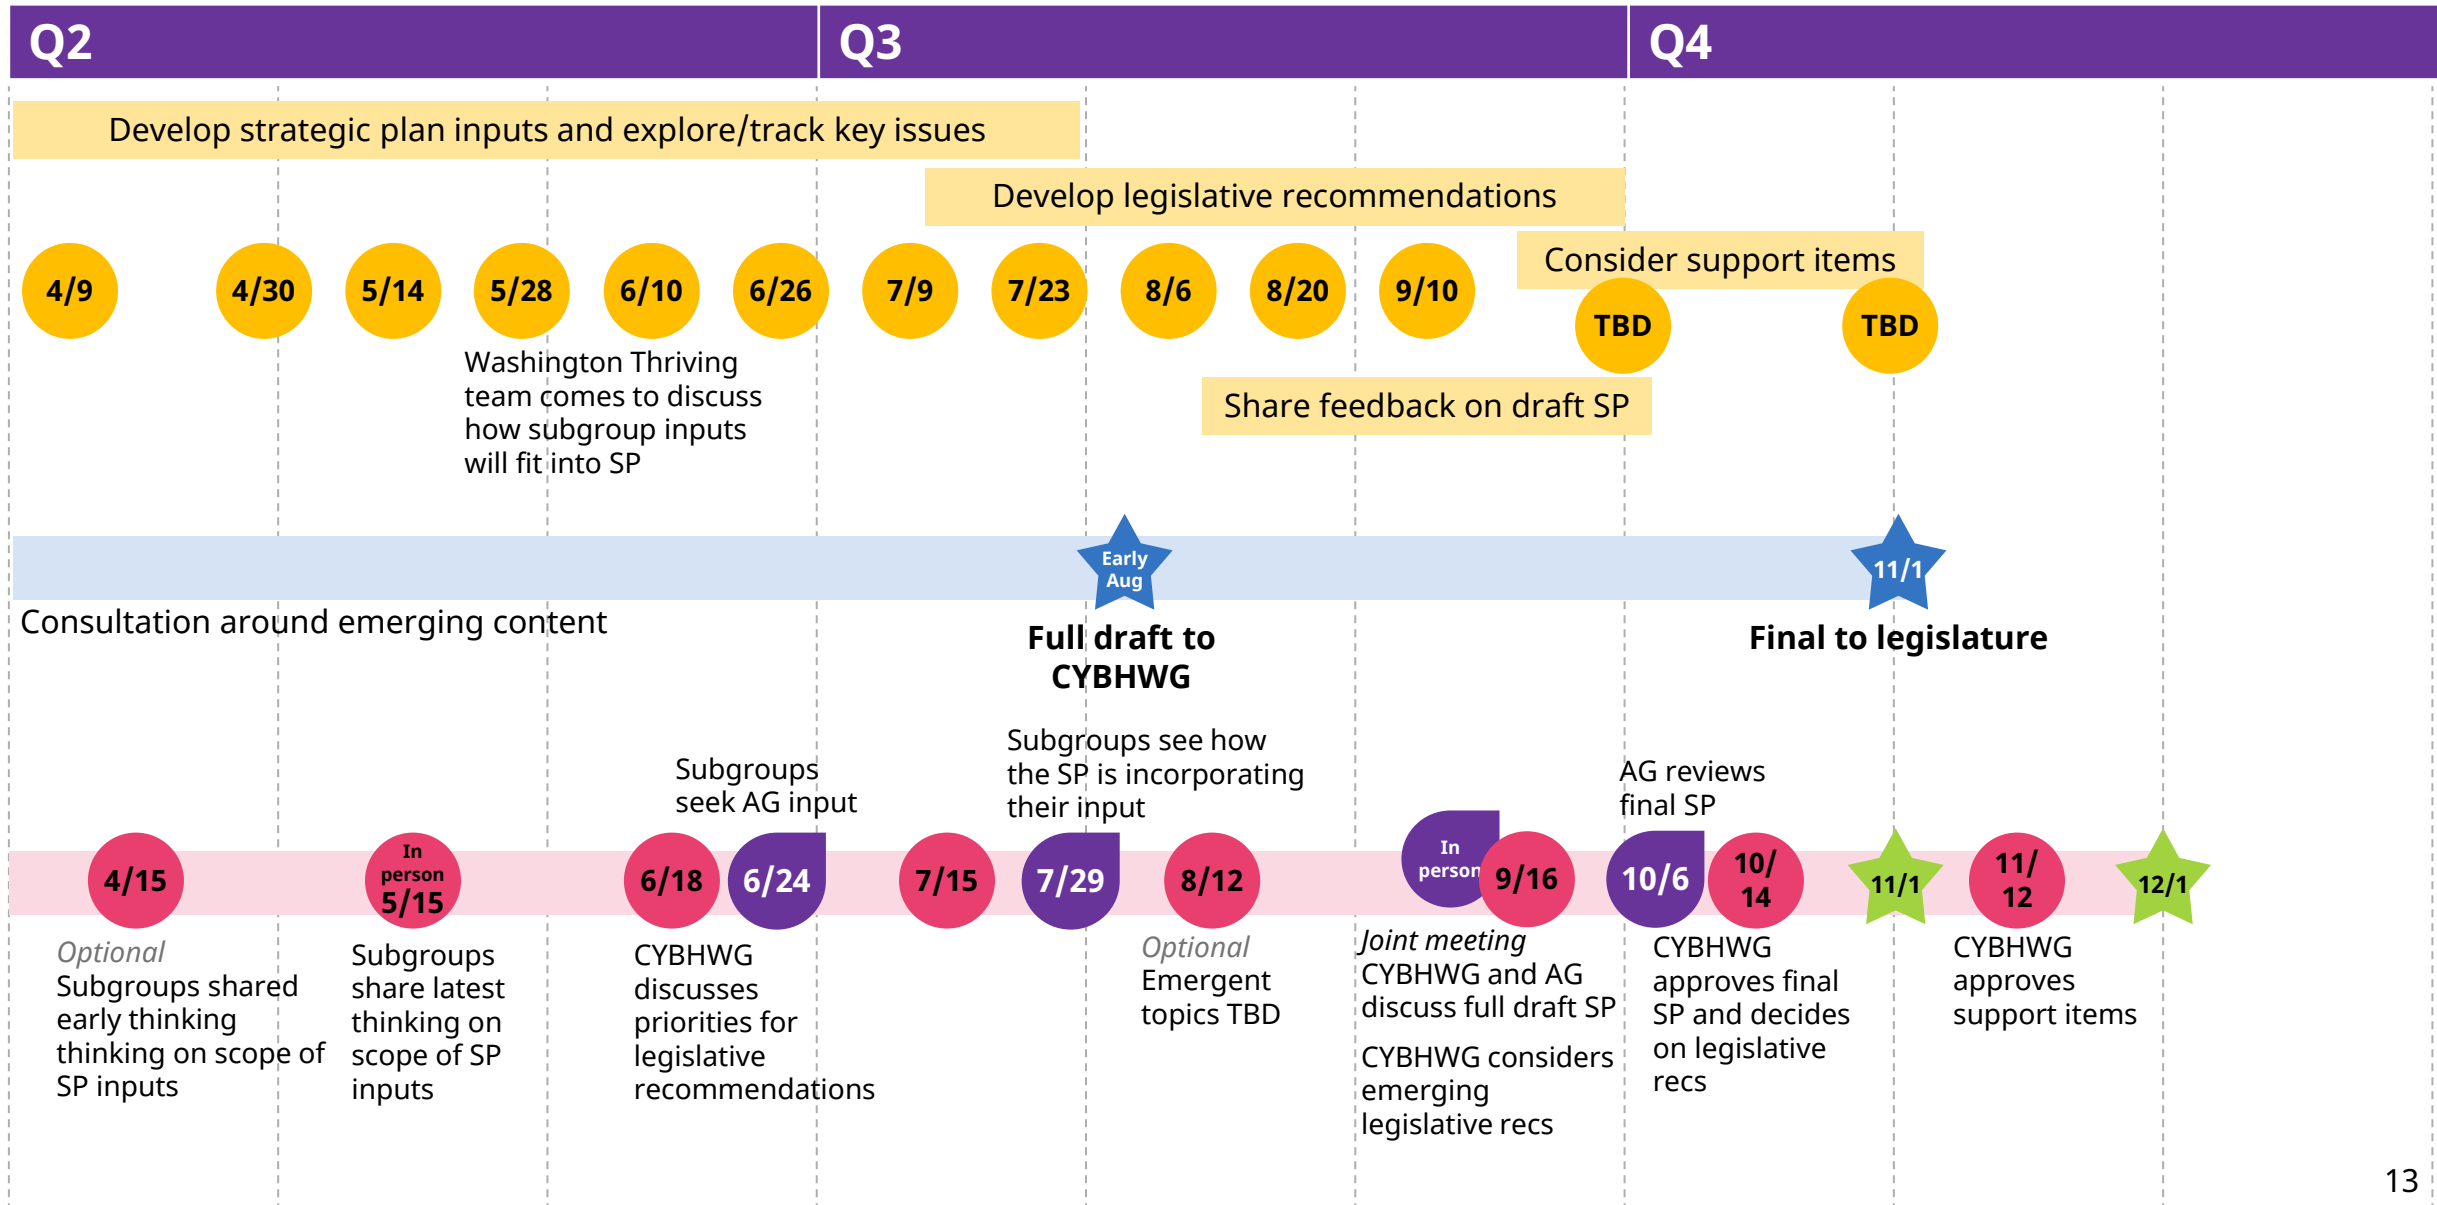 Q2
Q3
Q4
Develop strategic plan inputs and explore/track key issues
Develop legislative recommendations
Consider support items
4/9
4/30
5/14
5/28
6/10
6/26
7/9
7/23
8/6
8/20
9/10
TBD
TBD
Washington Thriving
team comes to discuss
how subgroup inputs
will fit into SP
Share feedback on draft SP
Early
Aug
11/1
Consultation around emerging content
Full draft to
CYBHWG
Final to legislature
Subgroups
seek AG input
Subgroups see how
the SP is incorporating
their input
AG reviews
final SP
4/15
In
person
5/15
6/18
6/24
7/15
7/29
8/12
In
person
9/16
10/6
10/
14
11/1
11/
12
12/1
Optional
Subgroups shared
early thinking
thinking on scope of
SP inputs
Subgroups
share latest
thinking on
scope of SP
inputs
CYBHWG
discusses
priorities for
legislative
recommendations
Optional
Emergent
topics TBD
Joint meeting
CYBHWG and AG
discuss full draft SP
CYBHWG considers
emerging
legislative recs
CYBHWG
approves final
SP and decides
on legislative
recs
CYBHWG
approves
support items
13